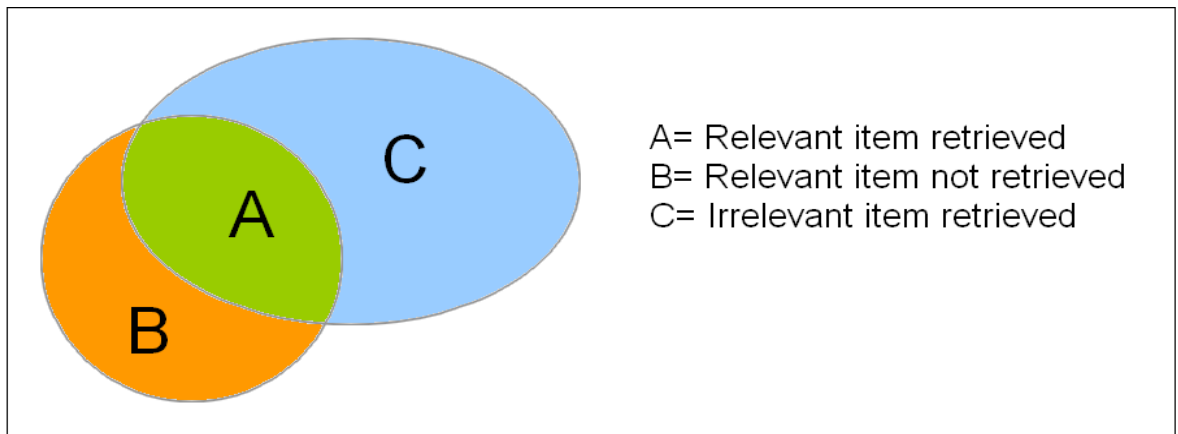 C
A
B
A= Relevant item retrieved
B= Relevant item not retrieved
C= Irrelevant item retrieved